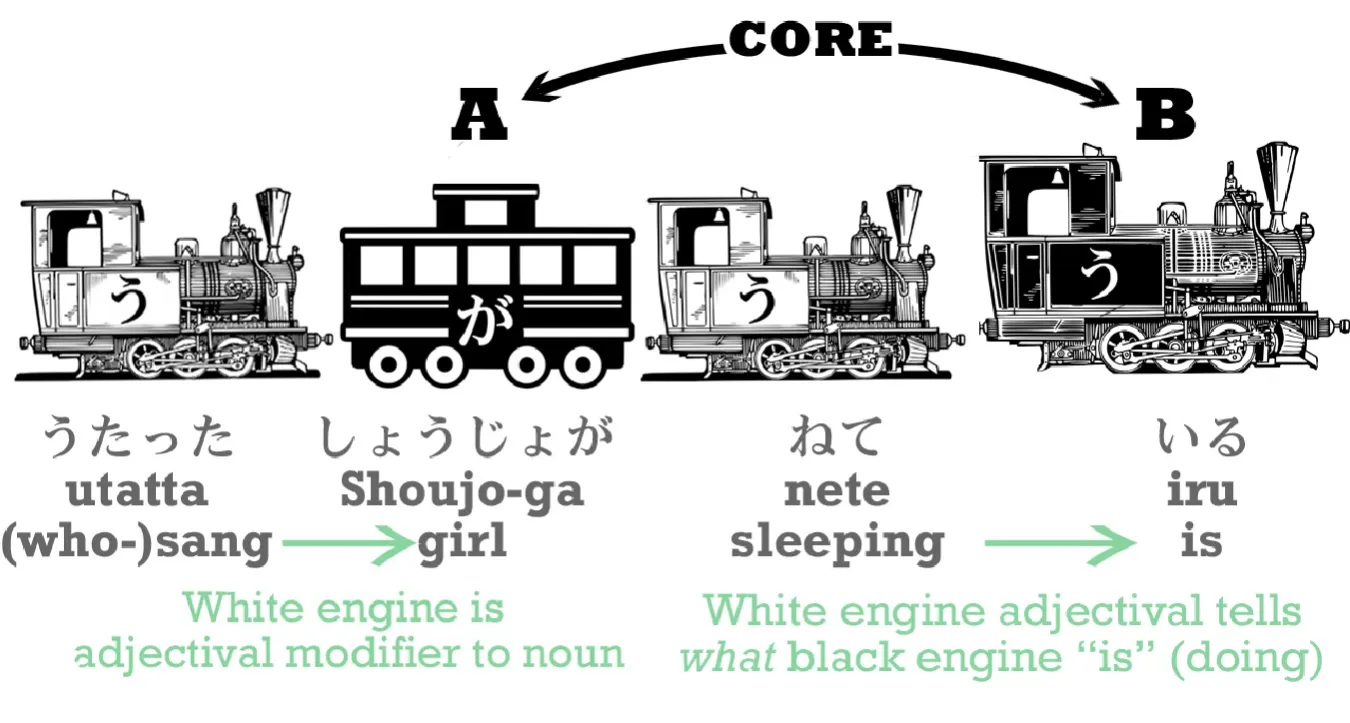 CORE
A
B
う
が
う
う
うたった
しょうじょが
ねて
いる
utatta
Shoujo-ga
nete
iru
(who-)sang
girl
sleeping
is
White engine is
adjectival modifier to noun
White engine adjectival tells
what black engine “is” (doing)